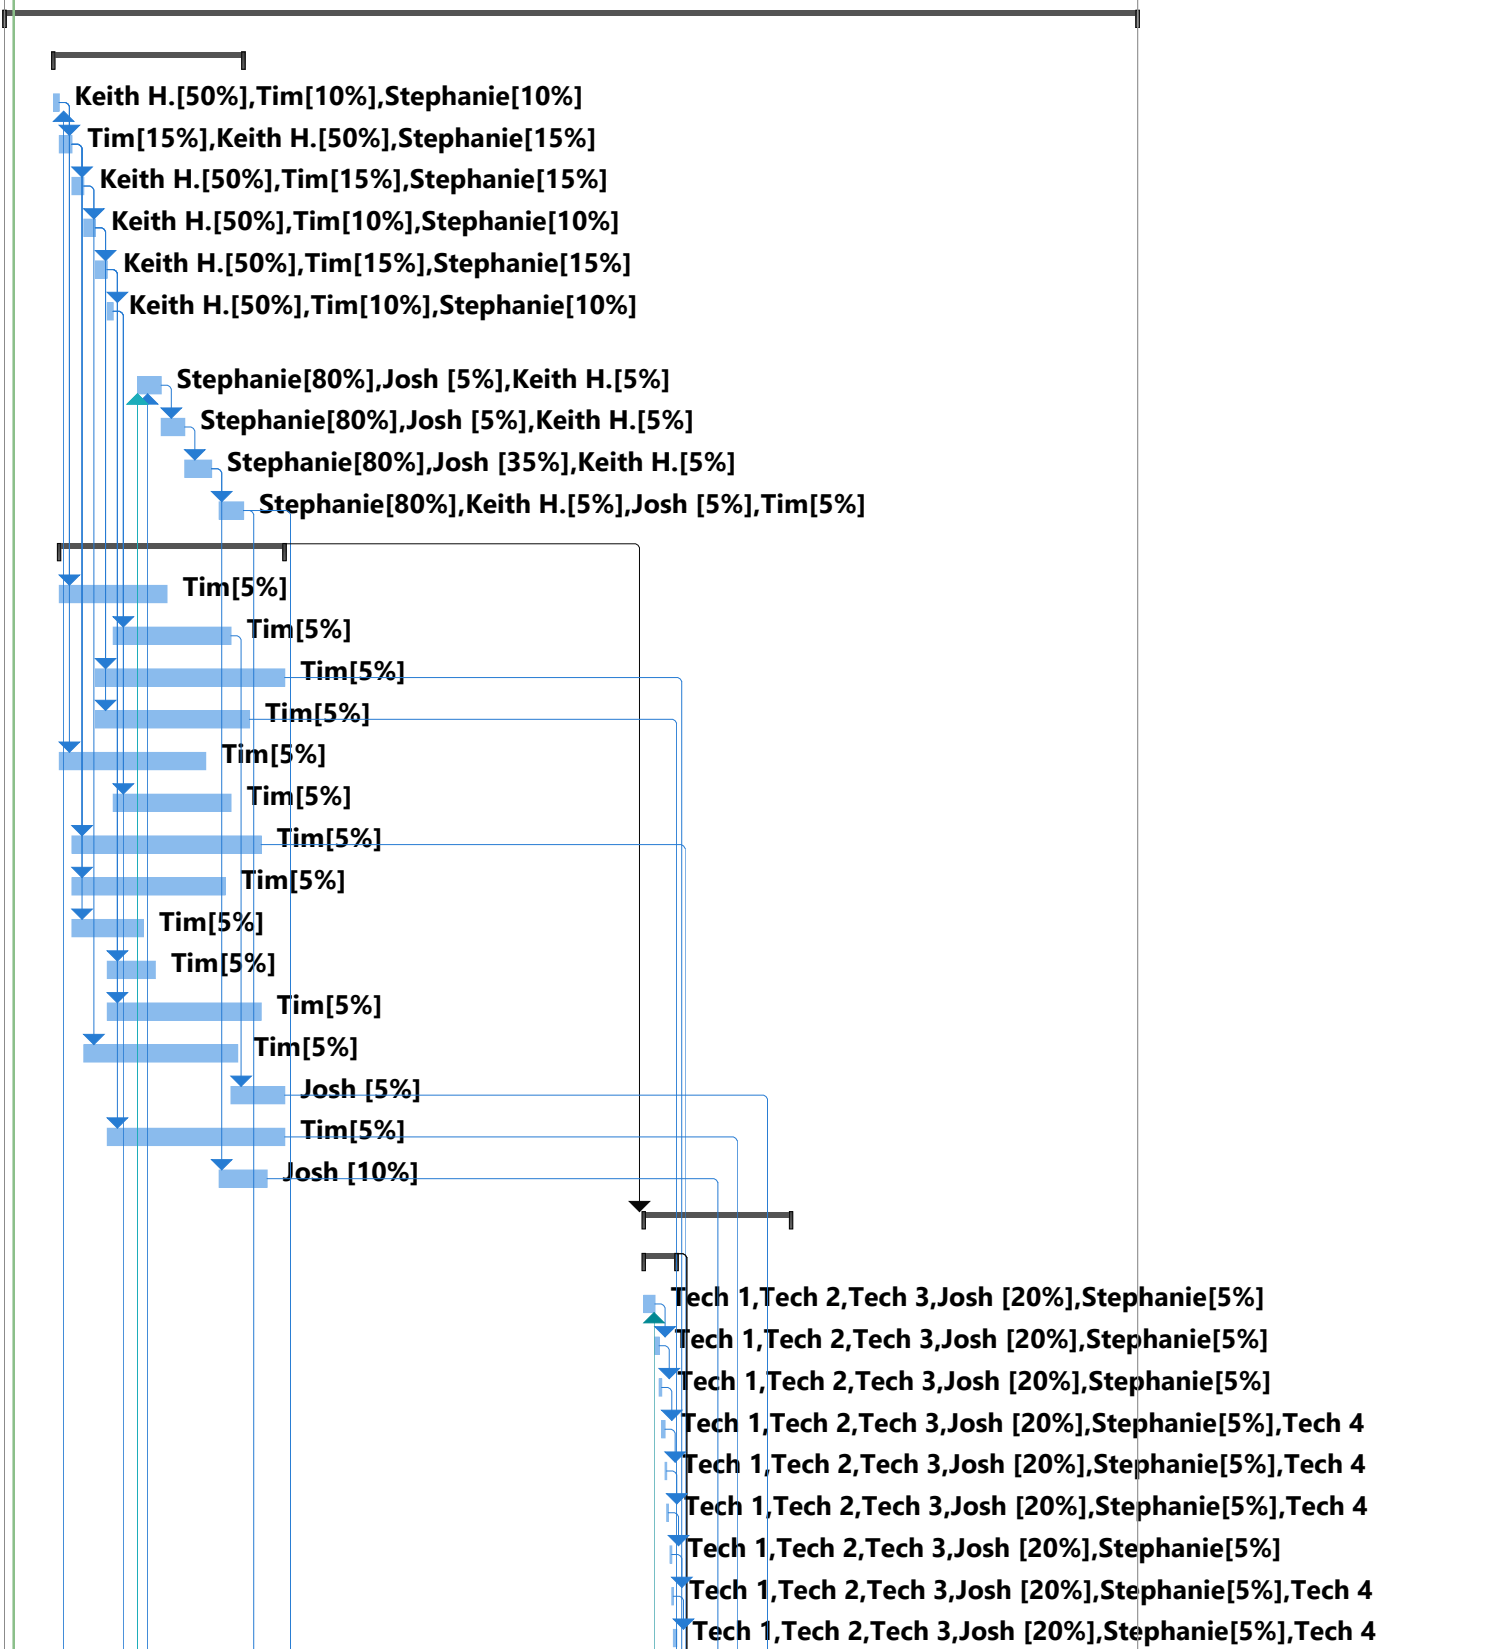 Keith H.[50%],Tim[10%],Stephanie[10%]
Tim[15%],Keith H.[50%],Stephanie[15%]
Keith H.[50%],Tim[15%],Stephanie[15%]
Keith H.[50%],Tim[10%],Stephanie[10%]
Keith H.[50%],Tim[15%],Stephanie[15%]
Keith H.[50%],Tim[10%],Stephanie[10%]
Stephanie[80%],Josh [5%],Keith H.[5%]
Stephanie[80%],Josh [5%],Keith H.[5%]
Stephanie[80%],Josh [35%],Keith H.[5%]
Stephanie[80%],Keith H.[5%],Josh [5%],Tim[5%]
Tim[5%]
Tim[5%]
Tim[5%]
Tim[5%]
Tim[5%]
Tim[5%]
Tim[5%]
Tim[5%]
Tim[5%]
Tim[5%]
Tim[5%]
Tim[5%]
Josh [5%]
Tim[5%]
Josh [10%]
Tech 1,Tech 2,Tech 3,Josh [20%],Stephanie[5%]
Tech 1,Tech 2,Tech 3,Josh [20%],Stephanie[5%]
Tech 1,Tech 2,Tech 3,Josh [20%],Stephanie[5%]
Tech 1,Tech 2,Tech 3,Josh [20%],Stephanie[5%],Tech 4
Tech 1,Tech 2,Tech 3,Josh [20%],Stephanie[5%],Tech 4
Tech 1,Tech 2,Tech 3,Josh [20%],Stephanie[5%],Tech 4
Tech 1,Tech 2,Tech 3,Josh [20%],Stephanie[5%]
Tech 1,Tech 2,Tech 3,Josh [20%],Stephanie[5%],Tech 4
Tech 1,Tech 2,Tech 3,Josh [20%],Stephanie[5%],Tech 4